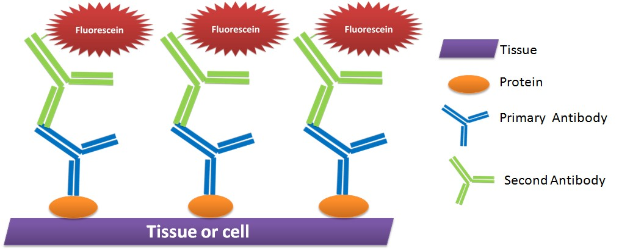 Fluorescein
Fluorescein
Fluorescein
Tissue
Protein
Primary Antibody
Second Antibody
Tissue or cell